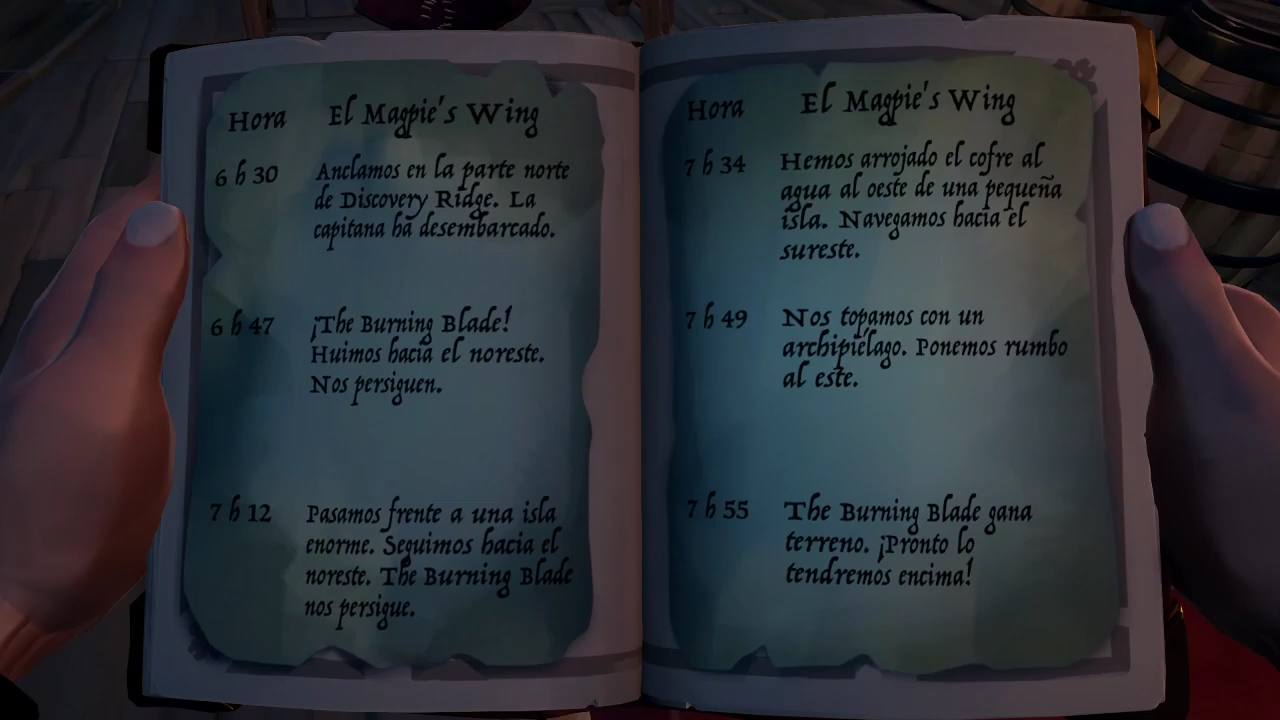 Hora El Magpie's Wing
6 h 30 Anclamos en la parte norte
de Discovery Ridge. La
capitana ha desembarcado.
6 h 47 ¡The Burning Blade!
Huimos hacia el noreste.
Nos persiguen.
7 h 12 Pasamos frente a una isla
enorme. Seguimos hacia el
noreste. The Burning Blade
nos persigue.
Hora El Magpie's Wing
7 h 34 Hemos arrojado el cofre al
agua al oeste de una pequeña
isla. Navegamos hacia el
sureste.
7 h 49 Nos topamos con un
archipiélago. Ponemos rumbo
al este.
7 h 55 The Burning Blade gana
terreno. ¡Pronto lo
tendremos encima!